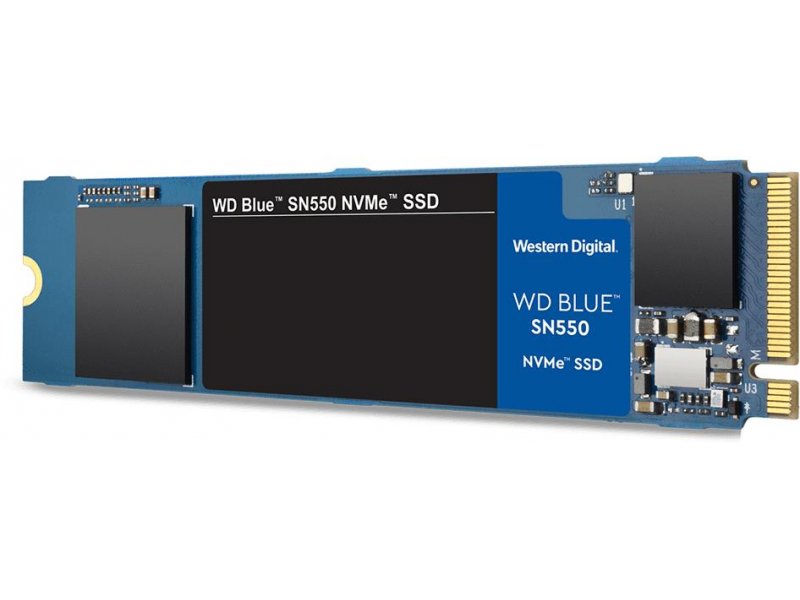 WD Blue™ SN550 NVMe™ SSD
Western Digital.
WD BLUE™
SN550
NVMe™ SSD
U1
M
U3